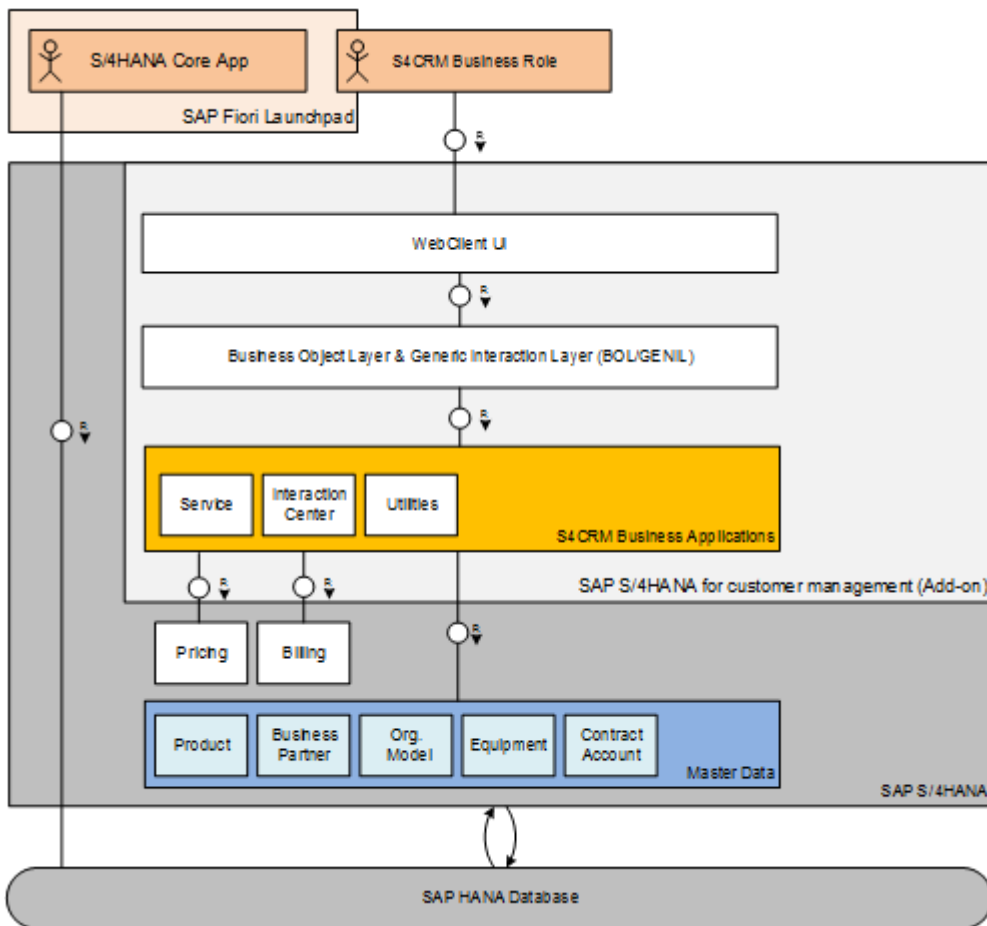 S/4HANA Core App
S4CRM Business Role
SAP Fiori Launchpad
R
WebClient UI
R
Business Object Layer & Generic Interaction Layer (BOL/GENIL)
R
R
Service
Interaction
Center
Utilities
S4CRM Business Applications
R
R
SAP S/4HANA for customer management (Add-on)
Pricing
Billing
R
Product
Business
Partner
Org.
Model
Equipment
Contract
Account
Master Data
SAP S/4HANA
SAP HANA Database